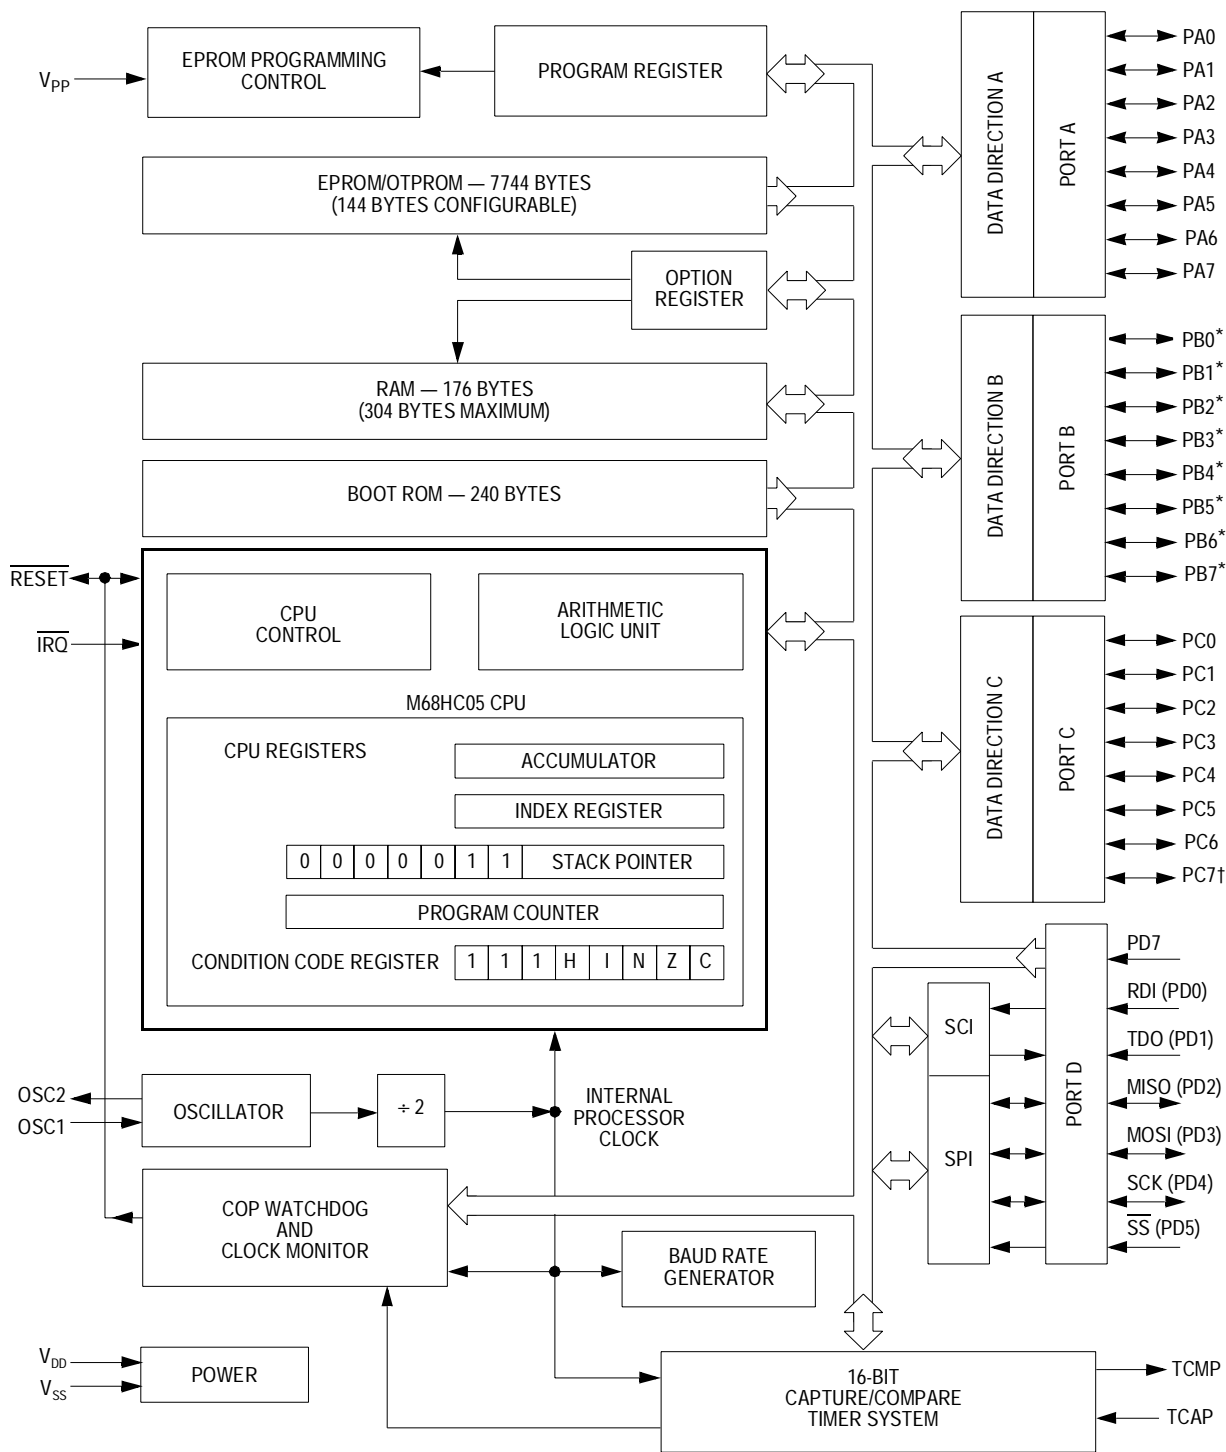 EPROM PROGRAMMING
CONTROL
PROGRAM REGISTER
VPP
EPROM/OTPROM — 7744 BYTES
(144 BYTES CONFIGURABLE)
OPTION
REGISTER
RAM — 176 BYTES
(304 BYTES MAXIMUM)
BOOT ROM — 240 BYTES
RESET
IRQ
CPU
CONTROL
ARITHMETIC
LOGIC UNIT
M68HC05 CPU
CPU REGISTERS
ACCUMULATOR
INDEX REGISTER
0 0 0 0 0 1 1 STACK POINTER
PROGRAM COUNTER
CONDITION CODE REGISTER 1 1 1 H I N Z C
OSC2
OSC1
OSCILLATOR
÷ 2
INTERNAL
PROCESSOR
CLOCK
COP WATCHDOG
AND
CLOCK MONITOR
BAUD RATE
GENERATOR
VDD
VSS
POWER
16-BIT
CAPTURE/COMPARE
TIMER SYSTEM
TCMP
TCAP
DATA DIRECTION A
PORT A
PA0
PA1
PA2
PA3
PA4
PA5
PA6
PA7
DATA DIRECTION B
PORT B
PB0*
PB1*
PB2*
PB3*
PB4*
PB5*
PB6*
PB7*
DATA DIRECTION C
PORT C
PC0
PC1
PC2
PC3
PC4
PC5
PC6
PC7†
SCI
SPI
PORT D
PD7
RDI (PD0)
TDO (PD1)
MISO (PD2)
MOSI (PD3)
SCK (PD4)
SS (PD5)